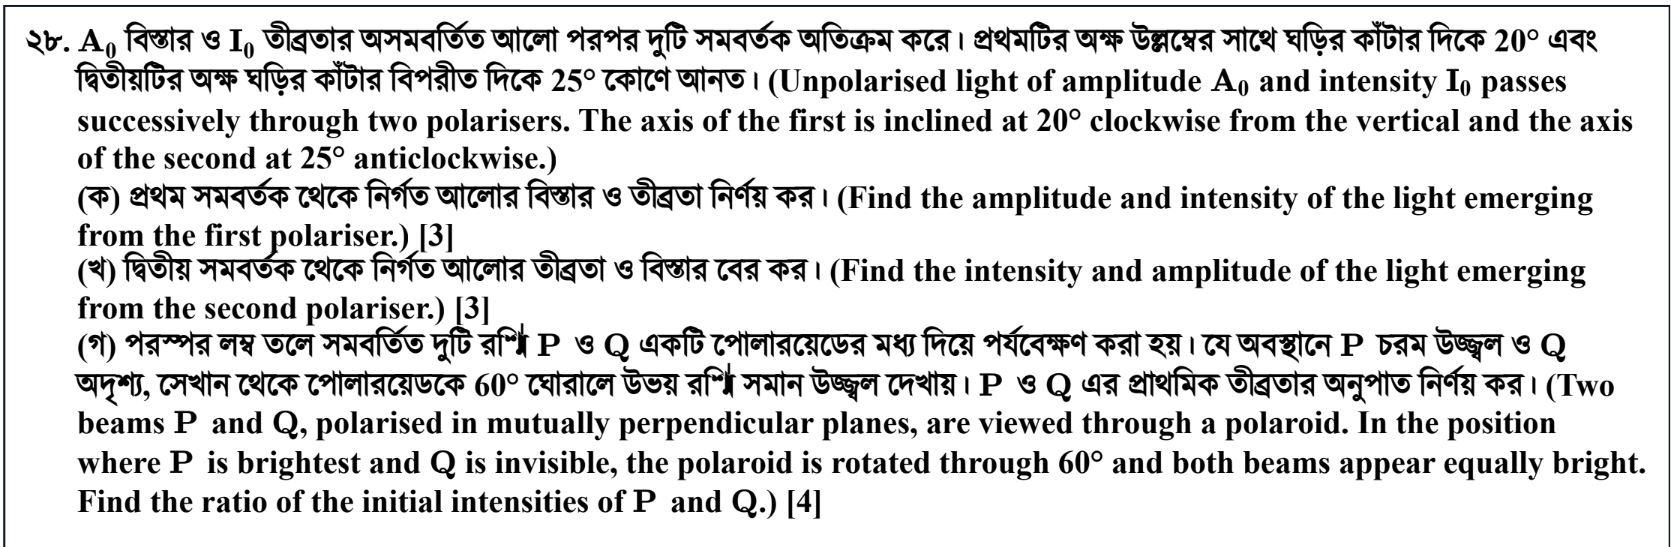 ২৮. A₀ বিস্তার ও I₀ তীব্রতার অসমবর্তিত আলো পরপর দুটি সমবর্তক অতিক্রম করে। প্রথমটির অক্ষ উল্লম্বের সাথে ঘড়ির কাঁটার দিকে 20° এবং
দ্বিতীয়টির অক্ষ ঘড়ির কাঁটার বিপরীত দিকে 25° কোণে আনত। (Unpolarised light of amplitude A₀ and intensity I₀ passes
successively through two polarisers. The axis of the first is inclined at 20° clockwise from the vertical and the axis
of the second at 25° anticlockwise.)
(ক) প্রথম সমবর্তক থেকে নির্গত আলোর বিস্তার ও তীব্রতা নির্ণয় কর। (Find the amplitude and intensity of the light emerging
from the first polariser.) [3]
(খ) দ্বিতীয় সমবর্তক থেকে নির্গত আলোর তীব্রতা ও বিস্তার বের কর। (Find the intensity and amplitude of the light emerging
from the second polariser.) [3]
(গ) পরস্পর লম্ব তলে সমবর্তিত দুটি রশ্মি P ও Q একটি পোলারয়েডের মধ্য দিয়ে পর্যবেক্ষণ করা হয়। যে অবস্থানে P চরম উজ্জ্বল ও Q
অদৃশ্য, সেখান থেকে পোলারয়েডকে 60° ঘোরালে উভয় রশ্মি সমান উজ্জ্বল দেখায়। P ও Q এর প্রাথমিক তীব্রতার অনুপাত নির্ণয় কর। (Two
beams P and Q, polarised in mutually perpendicular planes, are viewed through a polaroid. In the position
where P is brightest and Q is invisible, the polaroid is rotated through 60° and both beams appear equally bright.
Find the ratio of the initial intensities of P and Q.) [4]